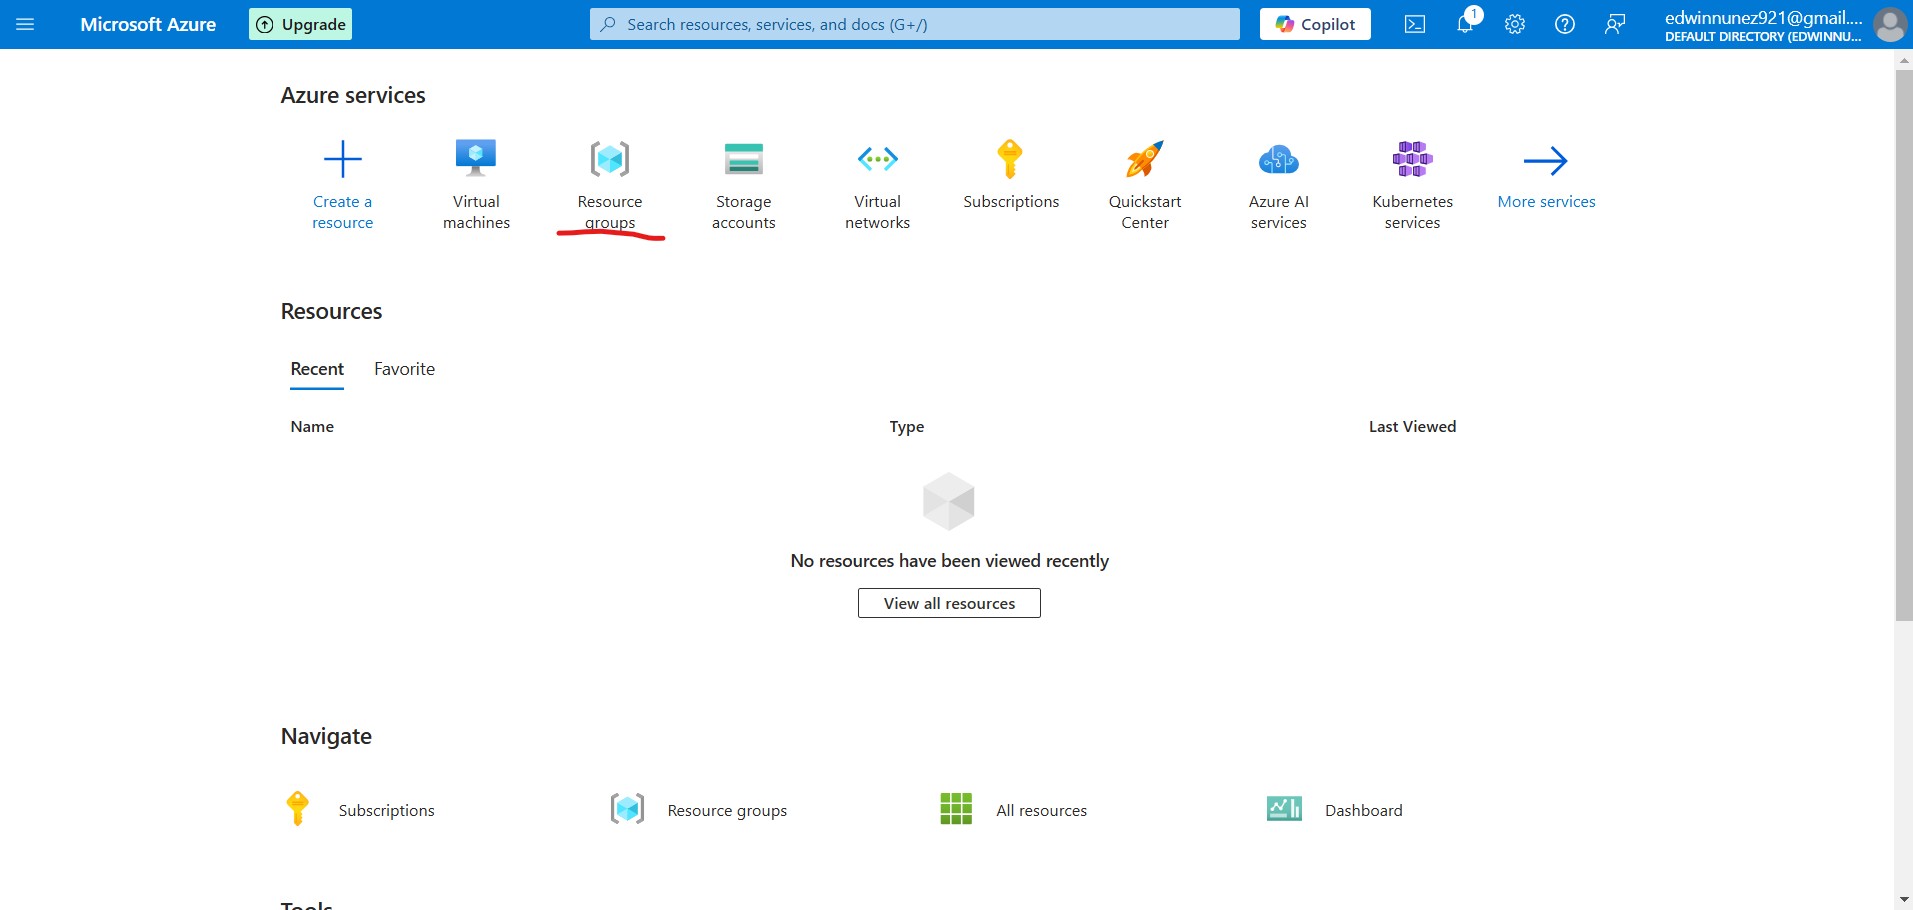 Microsoft Azure
Upgrade
Search resources, services, and docs (G+/)
Copilot
1
edwinnunez921@gmail....
DEFAULT DIRECTORY (EDWINNU...
Azure services
Create a
resource
Virtual
machines
Resource
groups
Storage
accounts
Virtual
networks
Subscriptions
Quickstart
Center
Azure AI
services
Kubernetes
services
More services
Resources
Recent
Favorite
Name
Type
Last Viewed
No resources have been viewed recently
View all resources
Navigate
Subscriptions
Resource groups
All resources
Dashboard
Tools